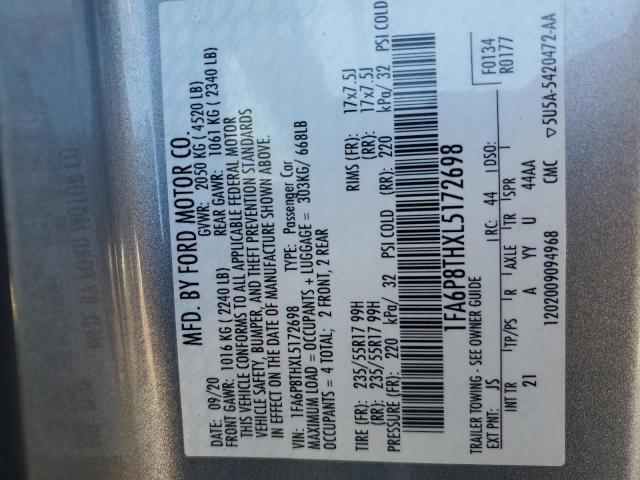 MFD. BY FORD MOTOR CO.
DATE: 09/20 GVWR: 2050 KG ( 4520 LB)
FRONT GAWR: 1016 KG ( 2240 LB) REAR GAWR: 1061 KG ( 2340 LB)
THIS VEHICLE CONFORMS TO ALL APPLICABLE FEDERAL MOTOR
VEHICLE SAFETY, BUMPER, AND THEFT PREVENTION STANDARDS
IN EFFECT ON THE DATE OF MANUFACTURE SHOWN ABOVE.
VIN: 1FA6P8THXL5172698 TYPE: Passenger Car
MAXIMUM LOAD = OCCUPANTS + LUGGAGE = 303KG/ 668LB
OCCUPANTS = 4 TOTAL; 2 FRONT, 2 REAR
TIRE (FR): 235/55R17 99H RIMS (FR): 17x7.5J
(RR): 235/55R17 99H (RR): 17x7.5J
PRESSURE (FR): 220 kPa/ 32 PSI COLD (RR): 220 kPa/ 32 PSI COLD
1FA6P8THXL5172698
TRAILER TOWING - SEE OWNER GUIDE F0134
R0177
EXT PNT: JS RC: 44 DSO:
INT TR TP/PS R AXLE TR SPR
21 A YY U 44AA
1202009094968 CMC ▽5U5A-5420472-AA